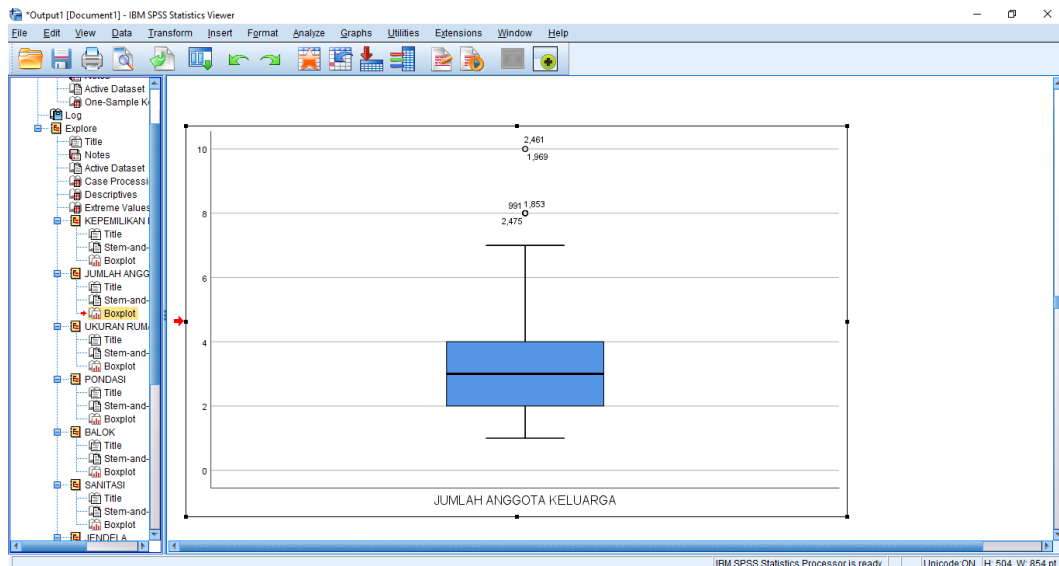 *Output1 [Document1] - IBM SPSS Statistics Viewer
File Edit View Data Transform Insert Format Analyze Graphs Utilities Extensions Window Help
Active Dataset
One-Sample K
Log
Explore
Title
Notes
Active Dataset
Case Processi
Descriptives
Extreme Values
KEPEMILIKAN
Title
Stem-and-
Boxplot
JUMLAH ANGG
Title
Stem-and-
Boxplot
UKURAN RUM
Title
Stem-and-
Boxplot
PONDASI
Title
Stem-and-
Boxplot
BALOK
Title
Stem-and-
Boxplot
SANITASI
Title
Stem-and-
Boxplot
JENDELA
10
8
6
4
2
0
2,461
1,969
991 1,853
2,475
JUMLAH ANGGOTA KELUARGA
IBM SPSS Statistics Processor is ready Unicode:ON H: 504, W: 854 pt